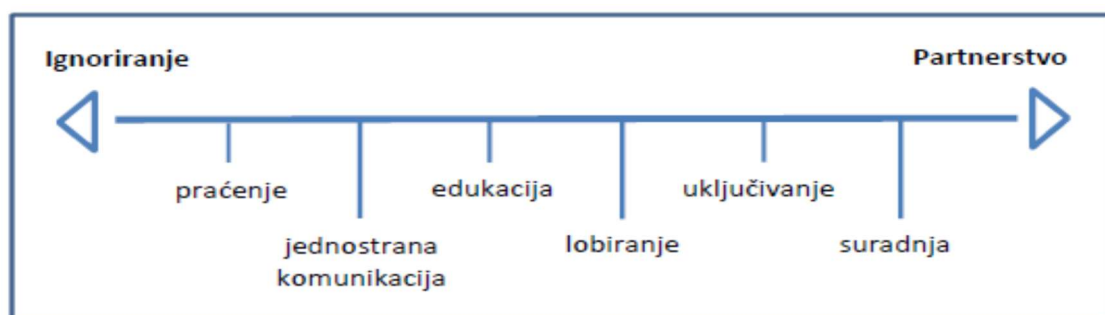 Ignoriranje
Partnerstvo
praćenje
jednostrana
komunikacija
edukacija
lobiranje
uključivanje
suradnja